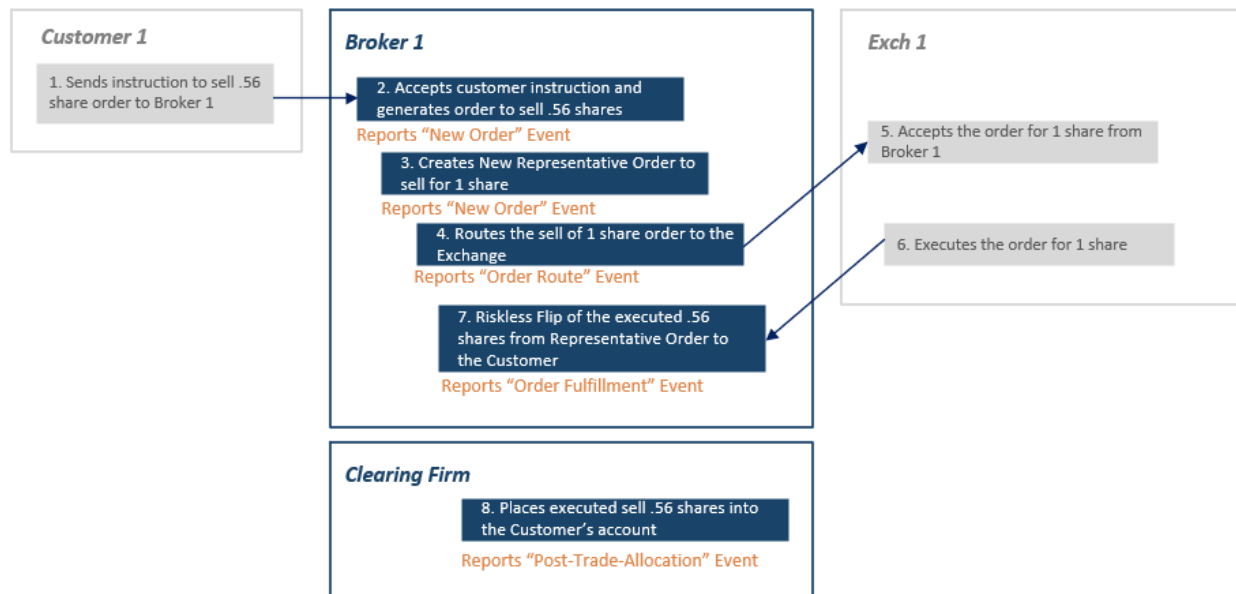 Customer 1
1. Sends instruction to sell .56
share order to Broker 1
Broker 1
2. Accepts customer instruction and
generates order to sell .56 shares
Reports “New Order” Event
3. Creates New Representative Order to
sell for 1 share
Reports “New Order” Event
4. Routes the sell of 1 share order to the
Exchange
Reports “Order Route” Event
7. Riskless Flip of the executed .56
shares from Representative Order to
the Customer
Reports “Order Fulfillment” Event
Exch 1
5. Accepts the order for 1 share from
Broker 1
6. Executes the order for 1 share
Clearing Firm
8. Places executed sell .56 shares into
the Customer’s account
Reports “Post-Trade-Allocation” Event